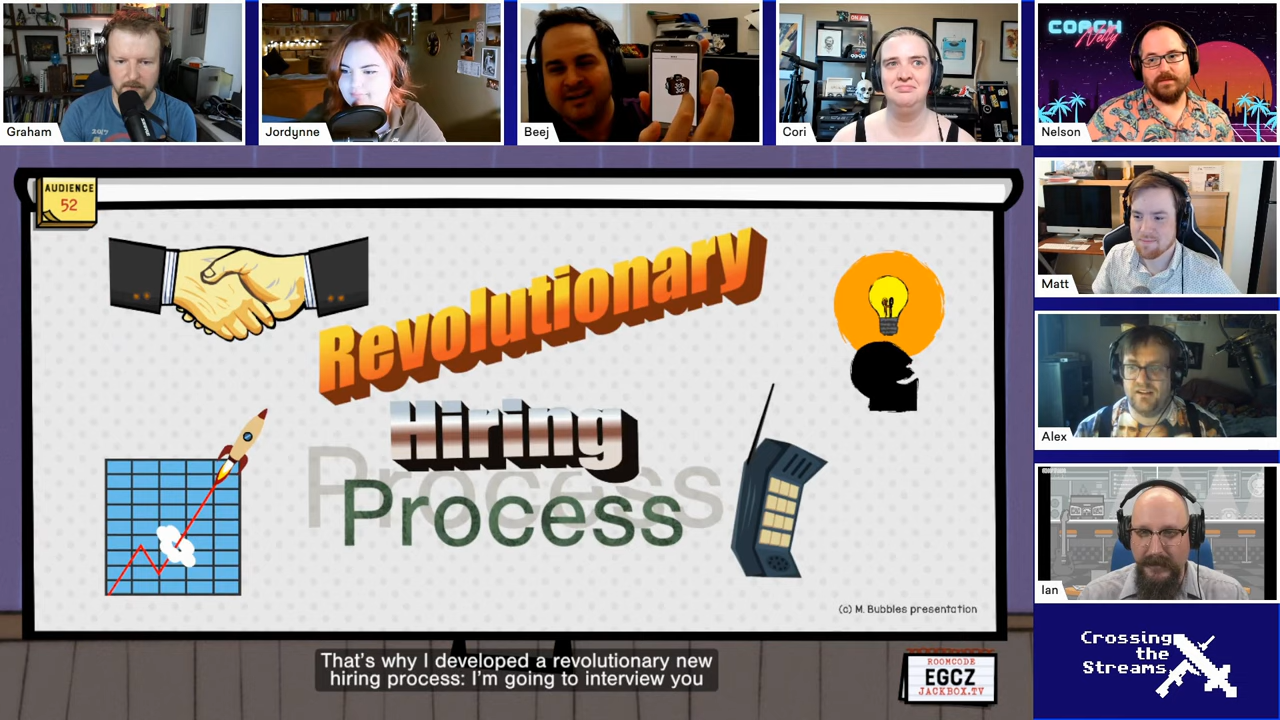 Graham
Jordynne
Beej
Cori
COACH
Nelly
Nelson
AUDIENCE
52
Revolutionary
Hiring
Process
Process
(c) M. Bubbles presentation
That's why I developed a revolutionary new
hiring process: I'm going to interview you
ROOMCODE
EGCZ
JACKBOX.TV
Matt
Alex
Ian
Crossing
the
Streams